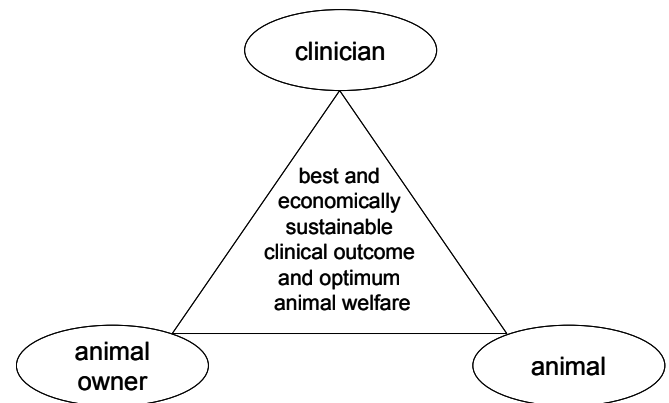 clinician
best and
economically
sustainable
clinical outcome
and optimum
animal welfare
animal
owner
animal